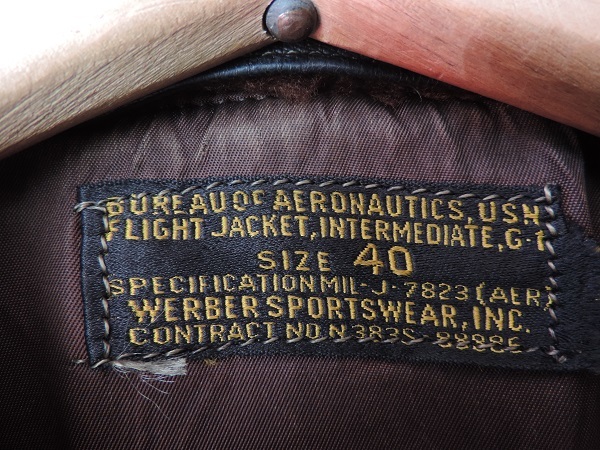 BUREAU OF AERONAUTICS, USN
FLIGHT JACKET, INTERMEDIATE, G-1
SIZE 40
SPECIFICATION MIL-J-7823 (AER)
WERBER SPORTSWEAR, INC.
CONTRACT NO. N383S-